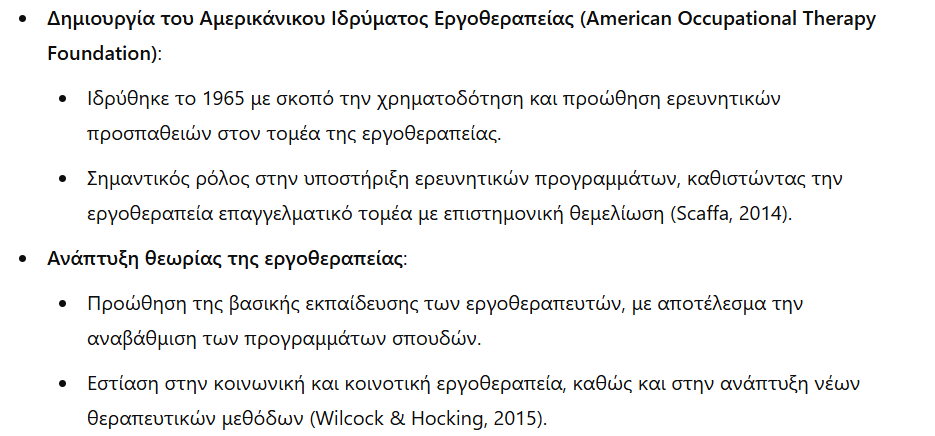 • Δημιουργία του Αμερικάνικου Ιδρύματος Εργοθεραπείας (American Occupational Therapy
Foundation):
• Ιδρύθηκε το 1965 με σκοπό την χρηματοδότηση και προώθηση ερευνητικών
προσπαθειών στον τομέα της εργοθεραπείας.
• Σημαντικός ρόλος στην υποστήριξη ερευνητικών προγραμμάτων, καθιστώντας την
εργοθεραπεία επαγγελματικό τομέα με επιστημονική θεμελίωση (Scaffa, 2014).
• Ανάπτυξη θεωρίας της εργοθεραπείας:
• Προώθηση της βασικής εκπαίδευσης των εργοθεραπευτών, με αποτέλεσμα την
αναβάθμιση των προγραμμάτων σπουδών.
• Εστίαση στην κοινωνική και κοινοτική εργοθεραπεία, καθώς και στην ανάπτυξη νέων
θεραπευτικών μεθόδων (Wilcock & Hocking, 2015).